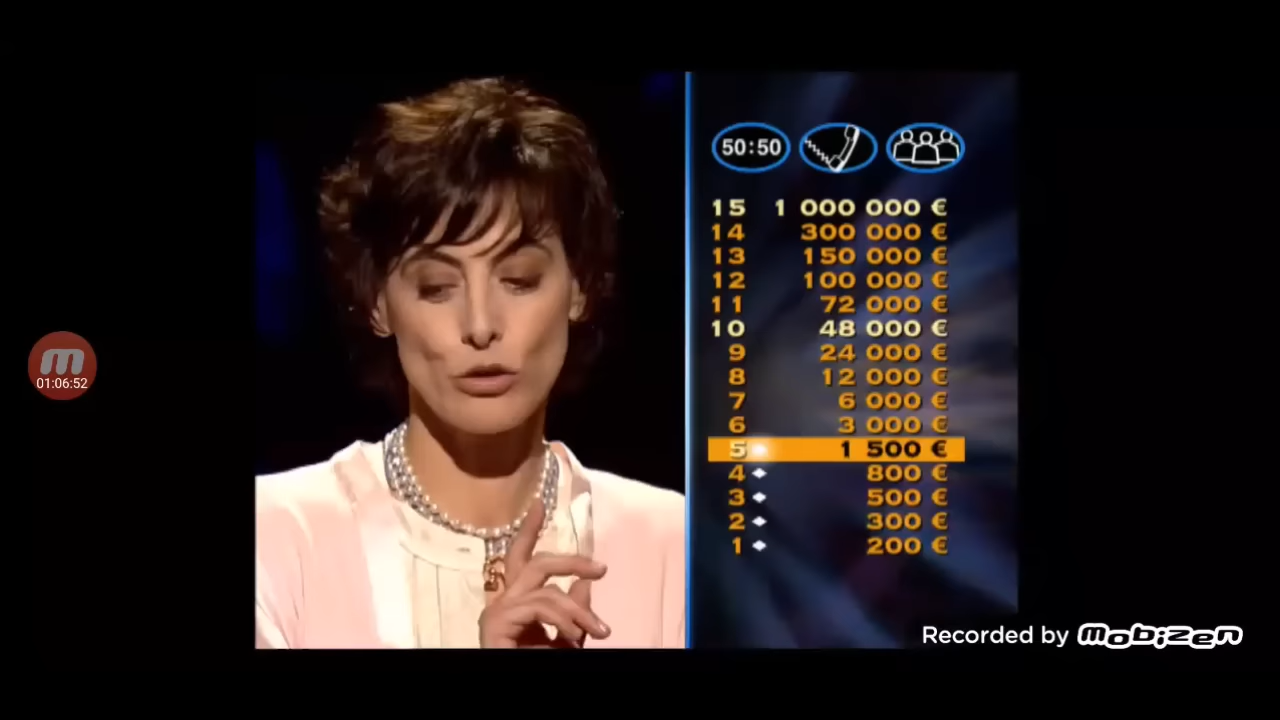 50:50
15 1 000 000 €
14 300 000 €
13 150 000 €
12 100 000 €
11 72 000 €
10 48 000 €
9 24 000 €
8 12 000 €
7 6 000 €
6 3 000 €
5 1 500 €
4 800 €
3 500 €
2 300 €
1 200 €
01:06:52
Recorded by Mobizen